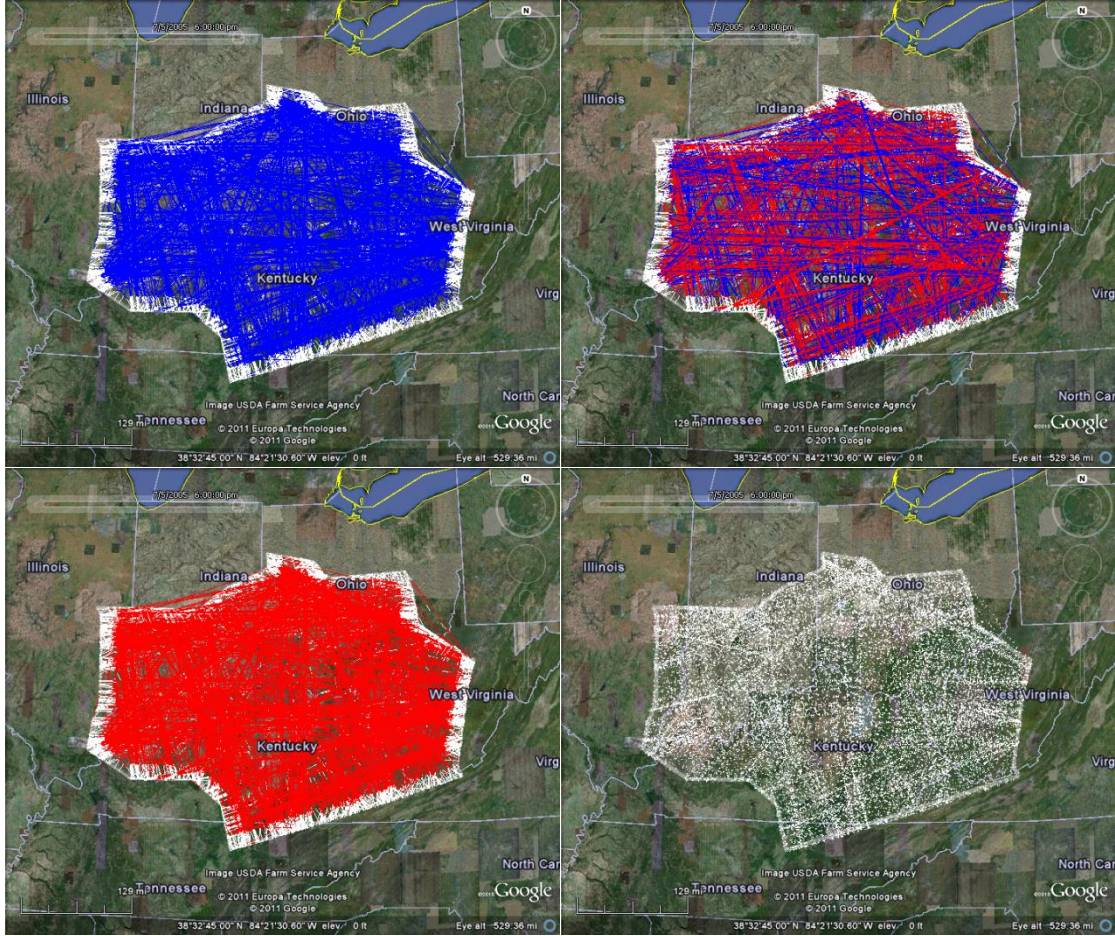 7/5/2005 6:00:00 pm
N
Illinois
Indiana
Ohio
West Virginia
Kentucky
Virg
North Car
Tennessee
Image USDA Farm Service Agency
129 mi
© 2011 Europa Technologies
© 2011 Google
©2010 Google
38°32'45.00" N 84°21'30.60" W elev 0 ft
Eye alt 529.36 mi
7/5/2005 6:00:00 pm
N
Illinois
Indiana
Ohio
West Virginia
Kentucky
Virg
North Car
Tennessee
Image USDA Farm Service Agency
129 mi
© 2011 Europa Technologies
© 2011 Google
©2010 Google
38°32'45.00" N 84°21'30.60" W elev 0 ft
Eye alt 529.36 mi
7/5/2005 6:00:00 pm
N
Illinois
Indiana
Ohio
West Virginia
Kentucky
Virg
North Car
Tennessee
Image USDA Farm Service Agency
129 mi
© 2011 Europa Technologies
© 2011 Google
©2010 Google
38°32'45.00" N 84°21'30.60" W elev 0 ft
Eye alt 529.36 mi
7/5/2005 6:00:00 pm
N
Illinois
Indiana
Ohio
West Virginia
Kentucky
Virg
North Car
Tennessee
Image USDA Farm Service Agency
129 mi
© 2011 Europa Technologies
© 2011 Google
©2010 Google
38°32'45.00" N 84°21'30.60" W elev 0 ft
Eye alt 529.36 mi